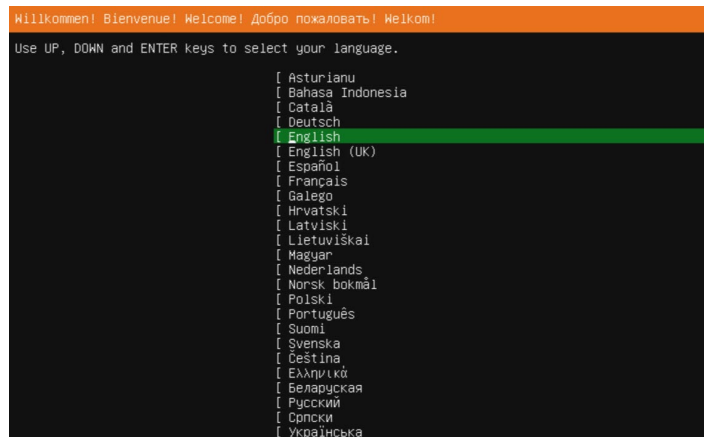 Willkommen! Bienvenue! Welcome! Добро пожаловать! Welkom!
Use UP, DOWN and ENTER keys to select your language.
[ Asturianu
[ Bahasa Indonesia
[ Català
[ Deutsch
[ English
[ English (UK)
[ Español
[ Français
[ Galego
[ Hrvatski
[ Latviski
[ Lietuviškai
[ Magyar
[ Nederlands
[ Norsk bokmål
[ Polski
[ Português
[ Suomi
[ Svenska
[ Čeština
[ Ελληνικά
[ Беларуская
[ Русский
[ Српски
[ Українська